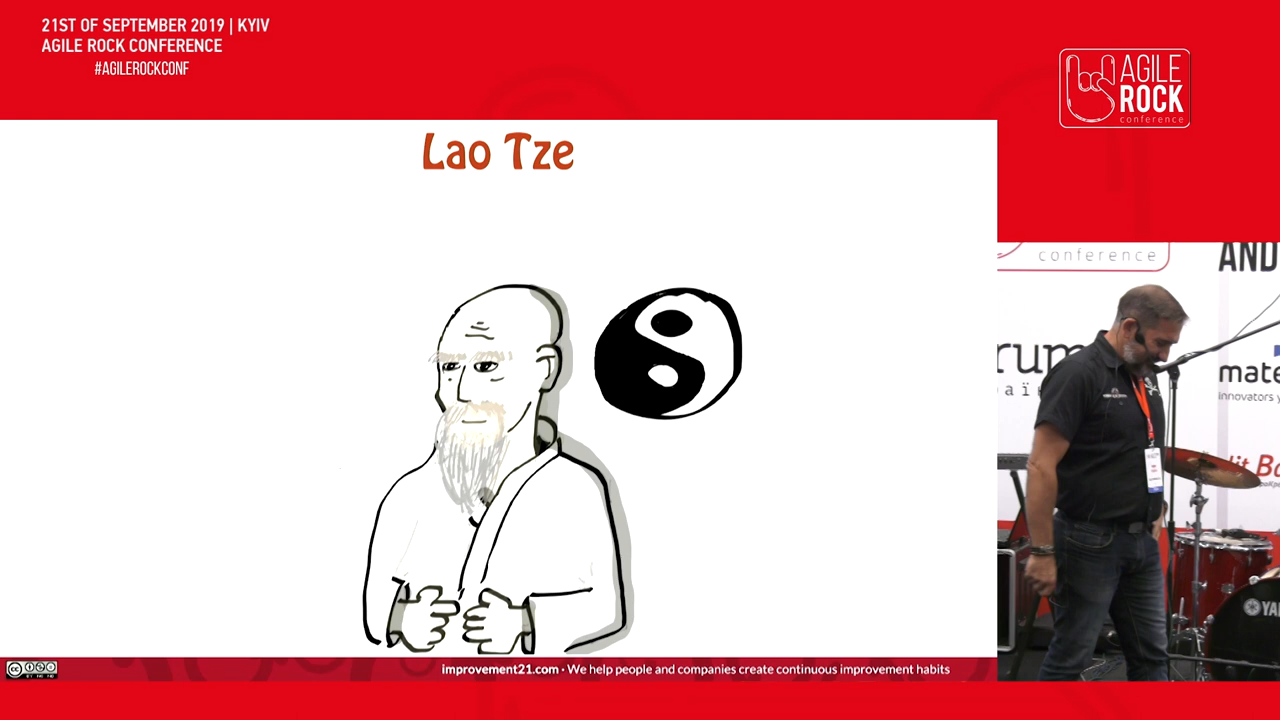 21ST OF SEPTEMBER 2019 | KYIV
AGILE ROCK CONFERENCE
#AGILEROCKCONF
AGILE
ROCK
conference
Lao Tze
conference
AND
rum
mate
innovators
YA
improvement21.com · We help people and companies create continuous improvement habits